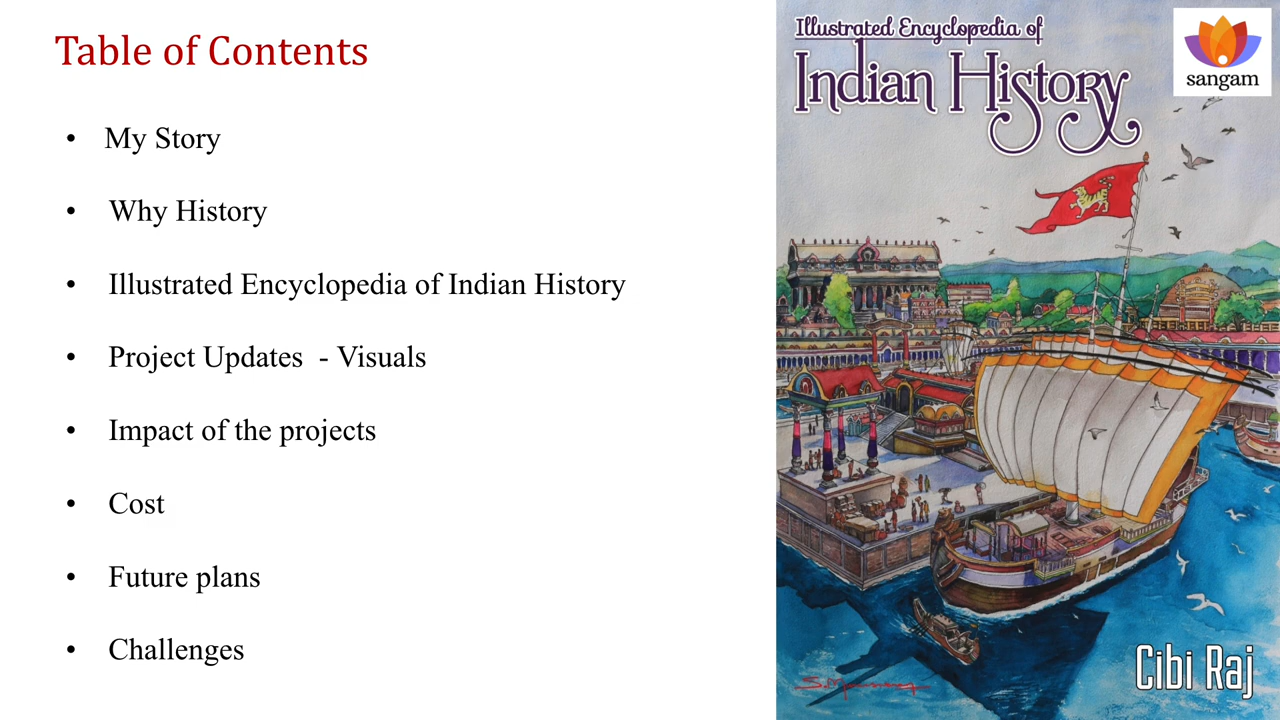 Table of Contents
• My Story
• Why History
• Illustrated Encyclopedia of Indian History
• Project Updates - Visuals
• Impact of the projects
• Cost
• Future plans
• Challenges
Illustrated Encyclopedia of
Indian History
sangam
Cibi Raj